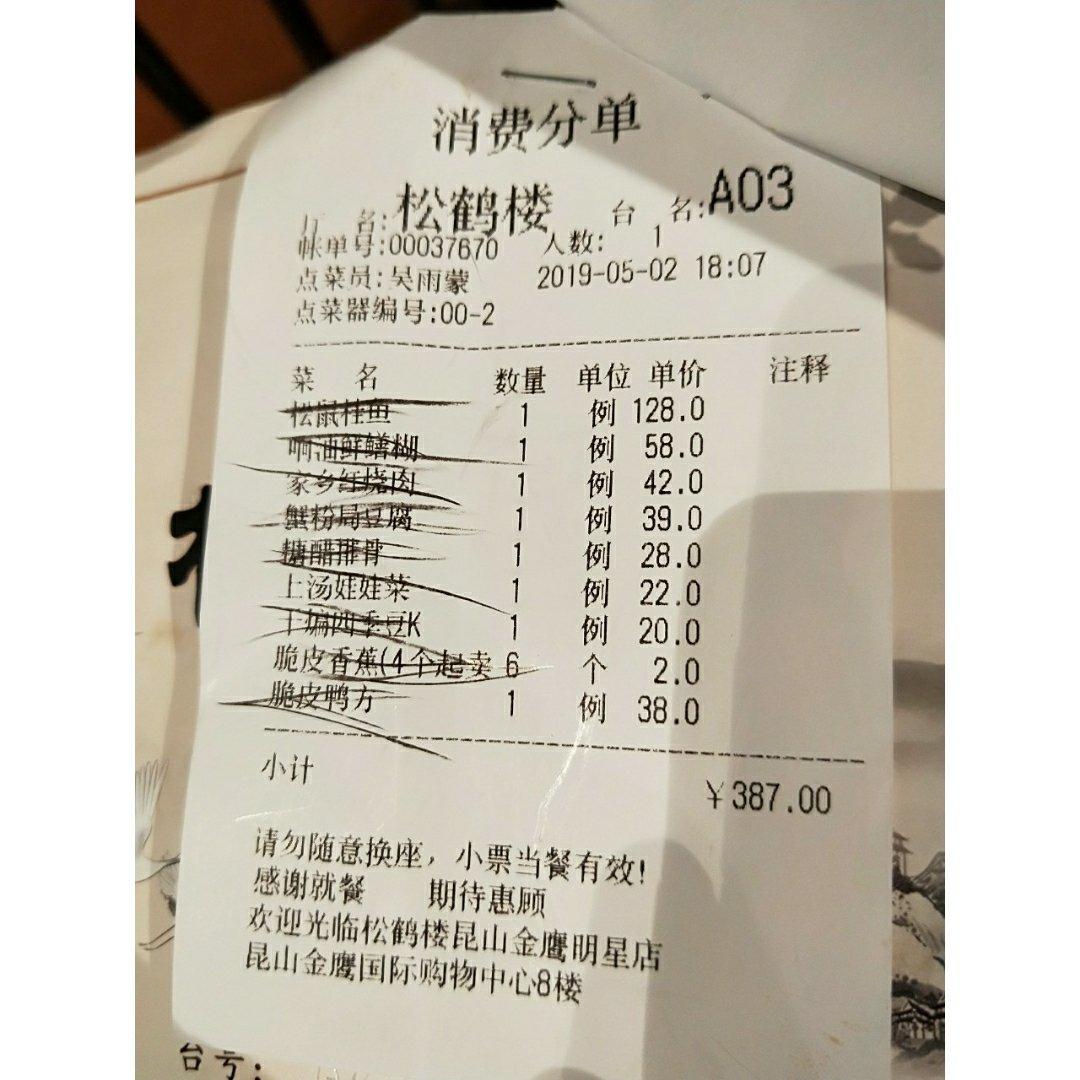 消费分单
厅 名:松鹤楼 台 名:A03
帐单号:00037670 人数: 1
点菜员:吴雨蒙 2019-05-02 18:07
点菜器编号:00-2
菜 名 数量 单位 单价 注释
松鼠桂鱼 1 例 128.0
响油鲜鳝糊 1 例 58.0
家乡红烧肉 1 例 42.0
蟹粉局豆腐 1 例 39.0
糖醋排骨 1 例 28.0
上汤娃娃菜 1 例 22.0
干煸四季豆K 1 例 20.0
脆皮香蕉(4个起卖 6 个 2.0
脆皮鸭方 1 例 38.0
小计 ￥387.00
请勿随意换座，小票当餐有效!
感谢就餐 期待惠顾
欢迎光临松鹤楼昆山金鹰明星店
昆山金鹰国际购物中心8楼